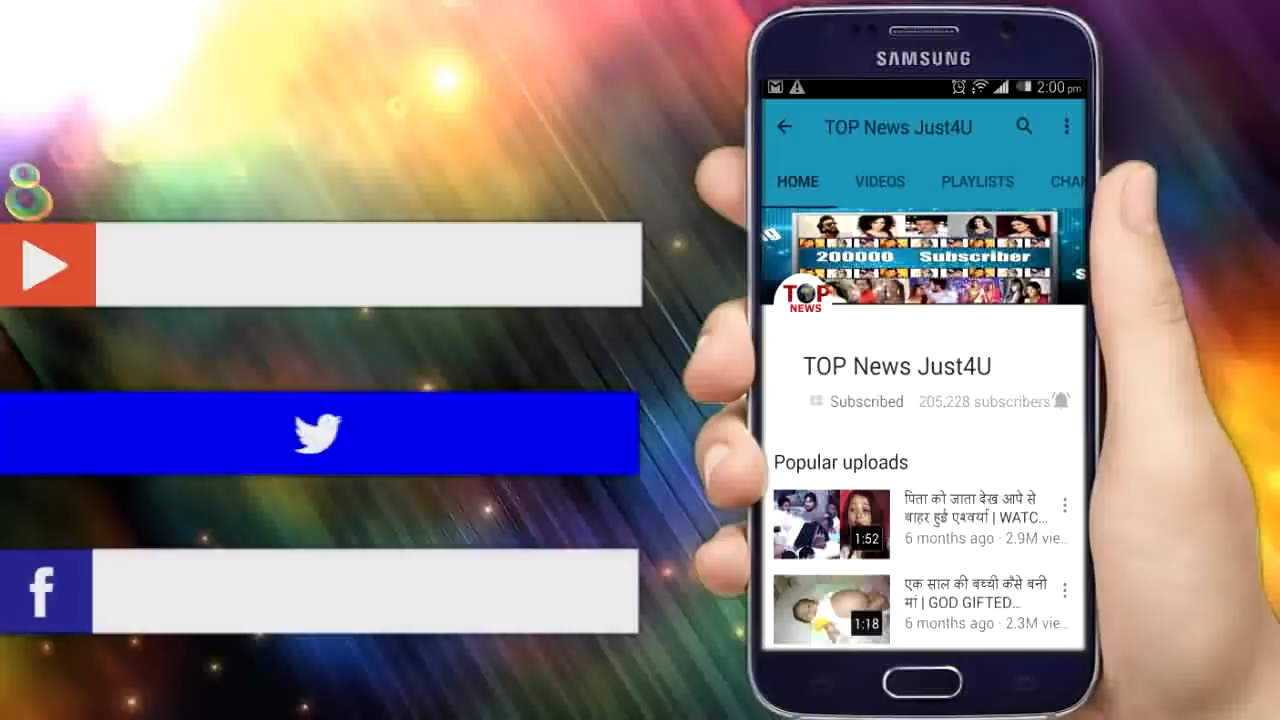 8
SAMSUNG
2:00 pm
TOP News Just4U
HOME VIDEOS PLAYLISTS CHAN
200000 Subscriber
TOP
NEWS
TOP News Just4U
Subscribed 205,228 subscribers
Popular uploads
पिता को जाता देख आपे से
बाहर हुई एश्वर्या | WATC...
6 months ago · 2.9M vie...
1:52
एक साल की बच्ची कैसे बनी
मां | GOD GIFTED...
6 months ago · 2.3M vie...
1:18